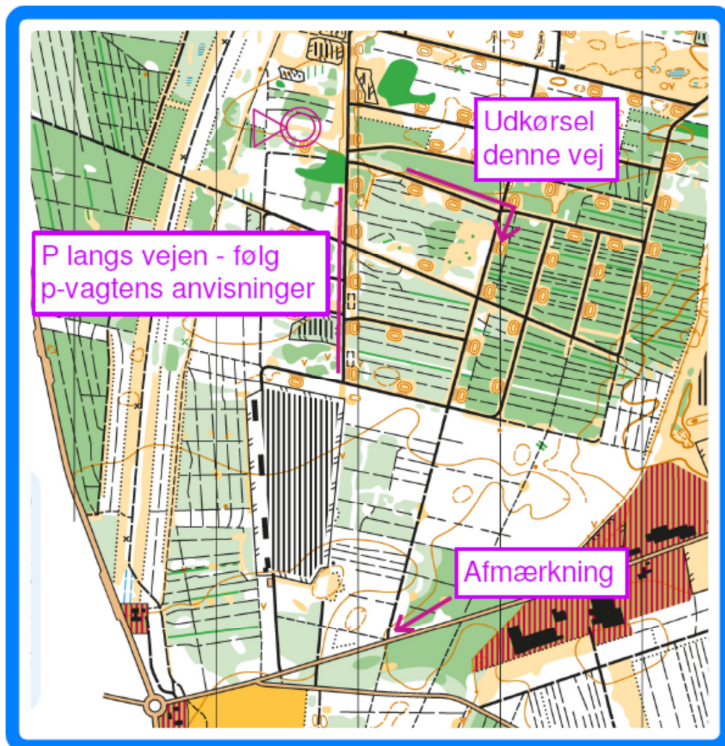 Udkørsel
denne vej
P langs vejen - følg
p-vagtens anvisninger
Afmærkning